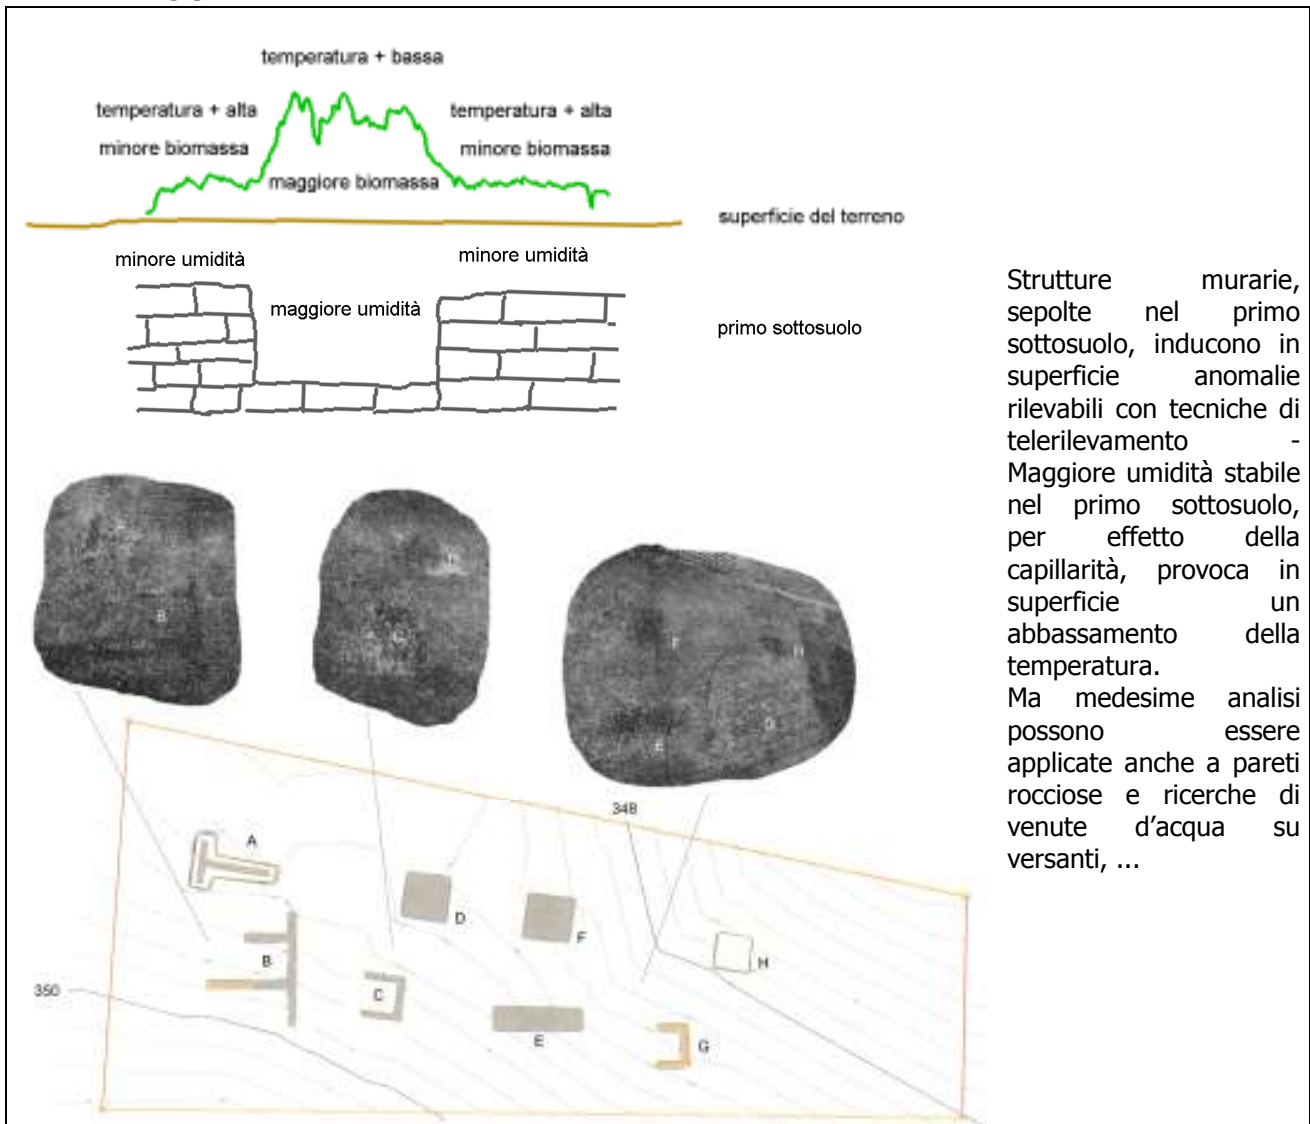 temperatura + bassa
temperatura + alta
temperatura + alta
minore biomassa
minore biomassa
maggiore biomassa
superficie del terreno
minore umidità
minore umidità
maggiore umidità
primo sottosuolo
Strutture murarie,
sepolte nel primo
sottosuolo, inducono in
superficie anomalie
rilevabili con tecniche di
telerilevamento -
Maggiore umidità stabile
nel primo sottosuolo,
per effetto della
capillarità, provoca in
superficie un
abbassamento della
temperatura.
Ma medesime analisi
possono essere
applicate anche a pareti
rocciose e ricerche di
venute d'acqua su
versanti, ...
B
C
F
H
E
348
A
D
F
B
H
C
350
E
G